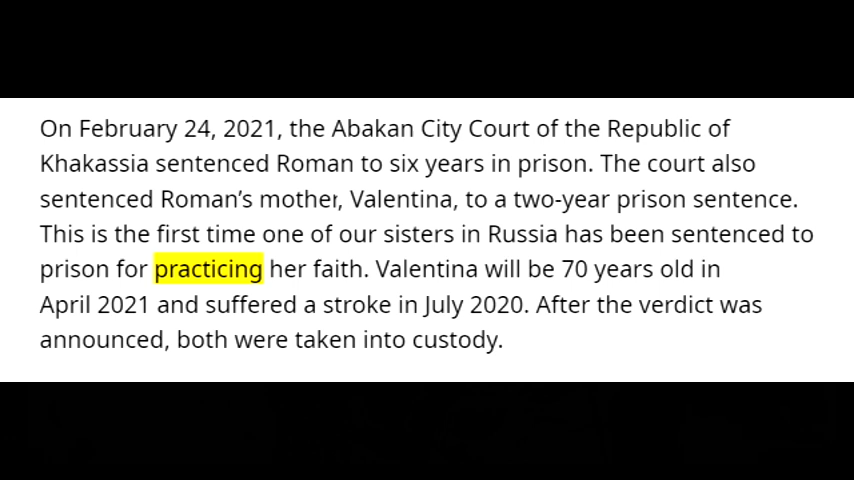 On February 24, 2021, the Abakan City Court of the Republic of
Khakassia sentenced Roman to six years in prison. The court also
sentenced Roman’s mother, Valentina, to a two-year prison sentence.
This is the first time one of our sisters in Russia has been sentenced to
prison for practicing her faith. Valentina will be 70 years old in
April 2021 and suffered a stroke in July 2020. After the verdict was
announced, both were taken into custody.